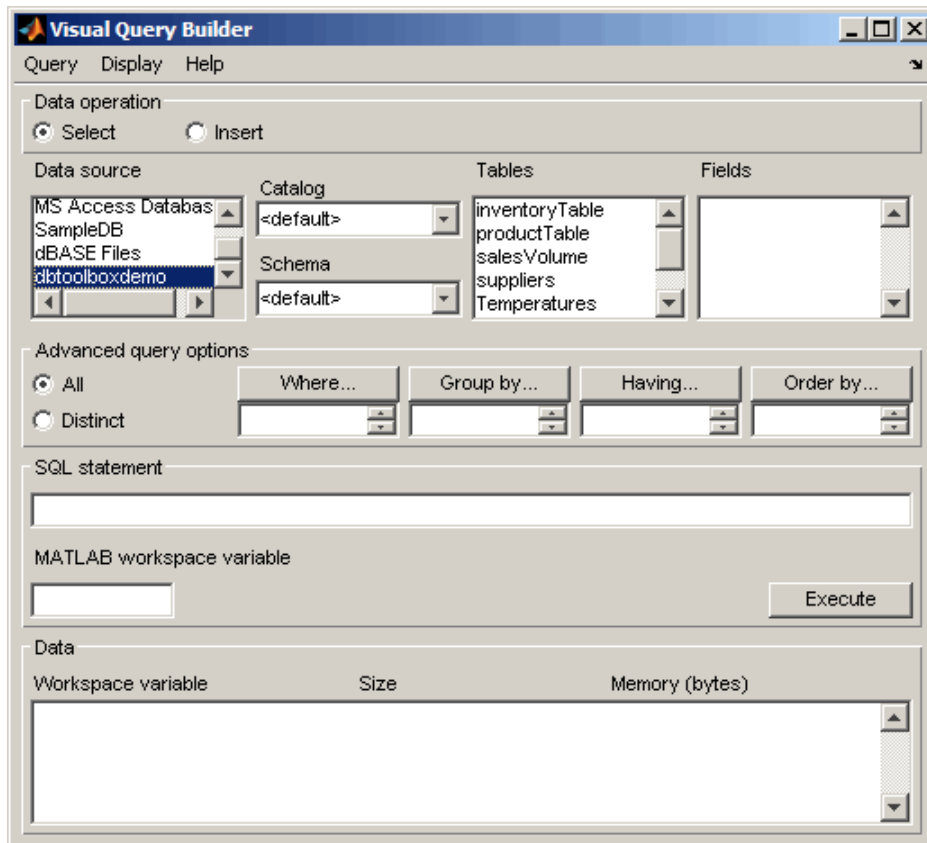 Visual Query Builder
Query Display Help
Data operation
Select Insert
Data source
MS Access Databas
SampleDB
dBASE Files
dbtoolboxdemo
Catalog
<default>
Schema
<default>
Tables
inventoryTable
productTable
salesVolume
suppliers
Temperatures
Fields
Advanced query options
All
Distinct
Where... Group by... Having... Order by...
SQL statement
MATLAB workspace variable
Execute
Data
Workspace variable Size Memory (bytes)